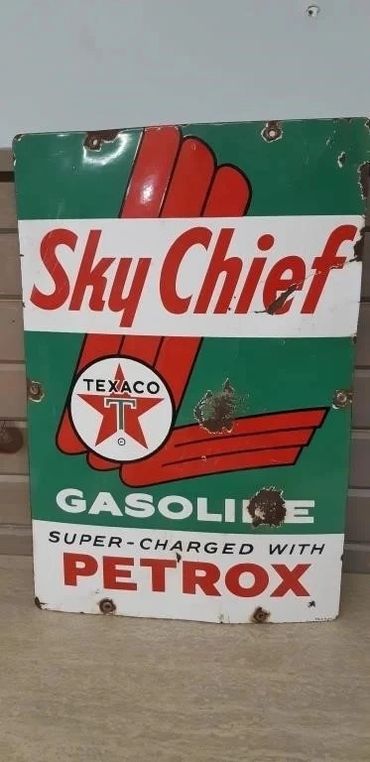 Sky Chief
TEXACO
T
GASOLINE
SUPER-CHARGED WITH
PETROX